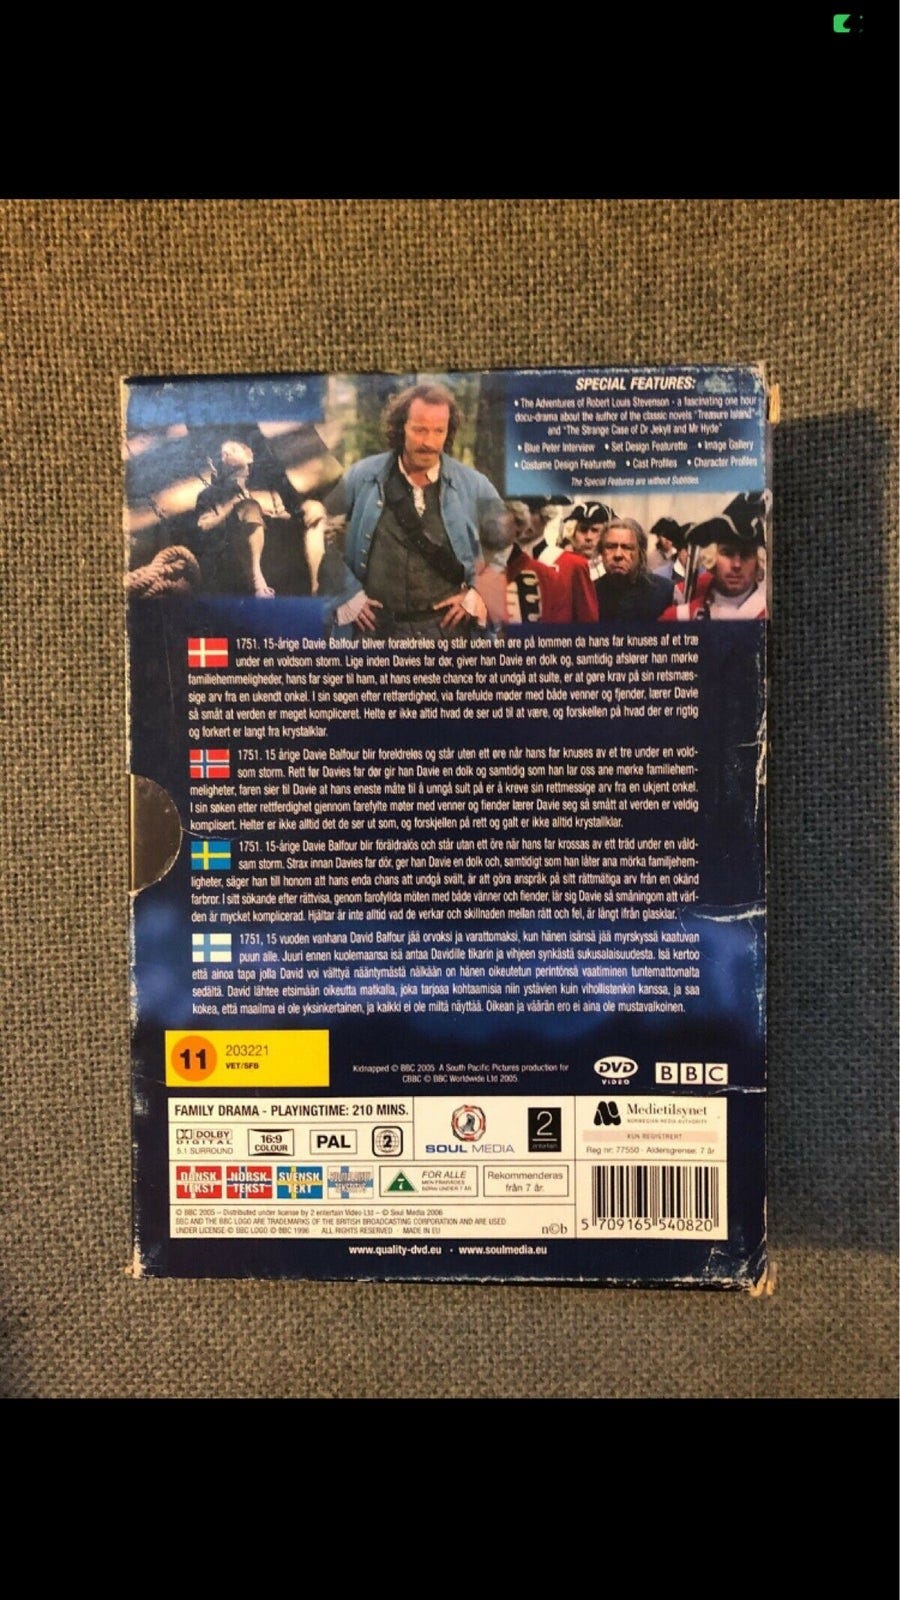 SPECIAL FEATURES:
• The Adventures of Robert Louis Stevenson - a fascinating one hour
docu-drama about the author of the classic novels "Treasure Island"
and "The Strange Case of Dr Jekyll and Mr Hyde"
• Blue Peter Interview • Set Design Featurette • Image Gallery
• Costume Design Featurette • Cast Profiles • Character Profiles
The Special Features are without Subtitles
1751. 15-årige Davie Balfour bliver forældreløs og står uden en øre på lommen da hans far knuses af et træ
under en voldsom storm. Lige inden Davies far dør, giver han Davie en dolk og, samtidig afslører han mørke
familiehemmeligheder, hans far siger til ham, at hans eneste chance for at undgå at sulte, er at gøre krav på sin retsmæs-
sige arv fra en ukendt onkel. I sin søgen efter retfærdighed, via farefulde møder med både venner og fjender, lærer Davie
så småt at verden er meget kompliceret. Helte er ikke altid hvad de ser ud til at være, og forskellen på hvad der er rigtig
og forkert er langt fra krystalklar.
1751. 15 årige Davie Balfour blir foreldreløs og står uten ett øre når hans far knuses av et tre under en vold-
som storm. Rett før Davies far dør gir han Davie en dolk og samtidig som han lar oss ane mørke familiehem-
meligheter, faren sier til Davie at hans eneste måte til å unngå sult på er å kreve sin rettmessige arv fra en ukjent onkel.
I sin søken etter rettferdighet gjennom farefylte møter med venner og fiender lærer Davie seg så smått at verden er veldig
komplisert. Helter er ikke alltid det de ser ut som, og forskjellen på rett og galt er ikke alltid krystallklar.
1751. 15-årige Davie Balfour blir föräldralös och står utan ett öre när hans far krossas av ett träd under en våld-
sam storm. Strax innan Davies far dör, ger han Davie en dolk och, samtidigt som han låter ana mörka familjehem-
ligheter, säger han till honom att hans enda chans att undgå svält, är att göra anspråk på sitt rättmätiga arv från en okänd
farbror. I sitt sökande efter rättvisa, genom farofyllda möten med både vänner och fiender, lär sig Davie så småningom att värl-
den är mycket komplicerad. Hjältar är inte alltid vad de verkar och skillnaden mellan rätt och fel, är långt ifrån glasklar.
1751, 15 vuoden vanhana David Balfour jää orvoksi ja varattomaksi, kun hänen isänsä jää myrskyssä kaatuvan
puun alle. Juuri ennen kuolemaansa isä antaa Davidille tikarin ja vihjeen synkästä sukusalaisuudesta. Isä kertoo
että ainoa tapa jolla David voi välttyä nääntymästä nälkään on hänen oikeutetun perintönsä vaatiminen tuntemattomalta
sedältä. David lähtee etsimään oikeutta matkalla, joka tarjoaa kohtaamisia niin ystävien kuin vihollistenkin kanssa, ja saa
kokea, että maailma ei ole yksinkertainen, ja kaikki ei ole miltä näyttää. Oikean ja väärän ero ei aina ole mustavalkoinen.
11 203221
VET/SFB
Kidnapped © BBC 2005 A South Pacific Pictures production for
CBBC © BBC Worldwide Ltd 2005
DVD
VIDEO
BBC
FAMILY DRAMA - PLAYINGTIME: 210 MINS.
DOLBY
DIGITAL
5.1 SURROUND
16:9
COLOUR
PAL
2
SOUL MEDIA
2
entertain
Medietilsynet
NORWEGIAN MEDIA AUTHORITY
KUN REGISTRERT
Reg nr: 77550 - Aldersgrense: 7 år
DANSK
TEKST
NORSK
TEKST
SVENSK
TEXT
7
FOR ALLE
MEN FRARÅDES
BØRN UNDER 7 ÅR
Rekommenderas
från 7 år.
5 709165 540820
© BBC 2005 - Distributed under license by 2 entertain Video Ltd - © Soul Media 2006
BBC AND THE BBC LOGO ARE TRADEMARKS OF THE BRITISH BROADCASTING CORPORATION AND ARE USED
UNDER LICENSE © BBC LOGO © BBC 1996 ALL RIGHTS RESERVED - MADE IN EU
n©b
www.quality-dvd.eu - www.soulmedia.eu